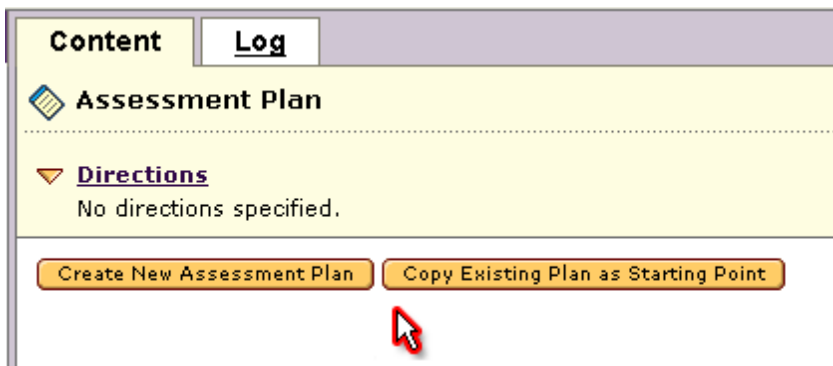 Content Log
Assessment Plan
Directions
No directions specified.
Create New Assessment Plan Copy Existing Plan as Starting Point